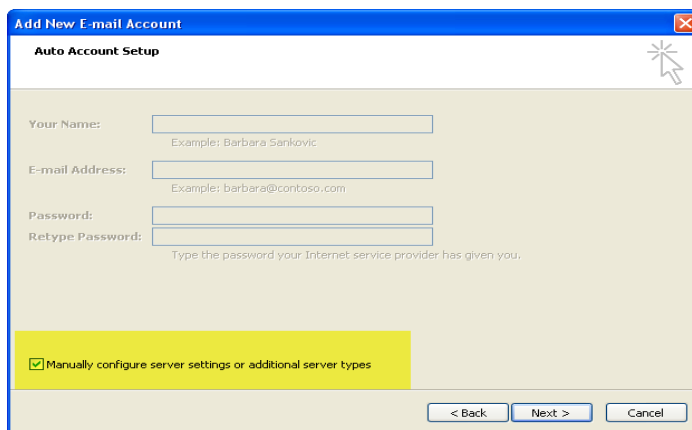 Add New E-mail Account
Auto Account Setup
Your Name:
Example: Barbara Sankovic
E-mail Address:
Example: barbara@contoso.com
Password:
Retype Password:
Type the password your Internet service provider has given you.
Manually configure server settings or additional server types
< Back Next > Cancel